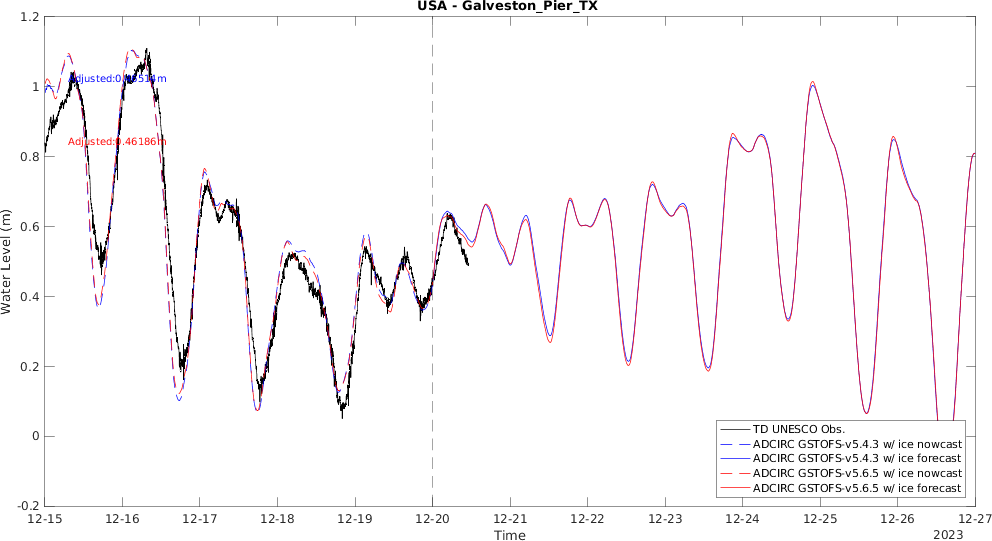 USA - Galveston_Pier_TX
1.2
1
0.8
0.6
0.4
0.2
0
-0.2
Water Level (m)
Adjusted:0.46186m
12-15 12-16 12-17 12-18 12-19 12-20 12-21 12-22 12-23 12-24 12-25 12-26 12-27
Time
2023
TD UNESCO Obs.
ADCIRC GSTOFS-v5.4.3 w/ ice nowcast
ADCIRC GSTOFS-v5.4.3 w/ ice forecast
ADCIRC GSTOFS-v5.6.5 w/ ice nowcast
ADCIRC GSTOFS-v5.6.5 w/ ice forecast